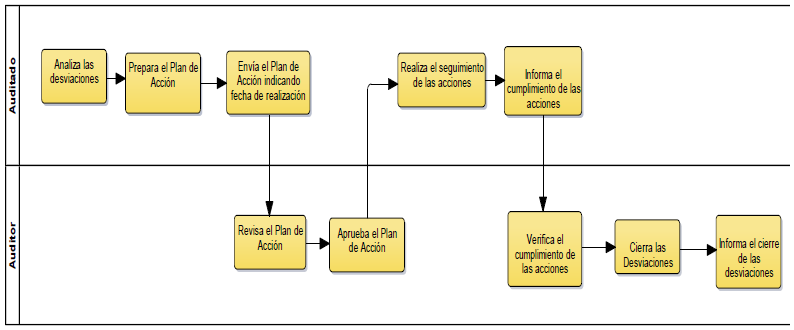 Auditado
Analiza las
desviaciones
Prepara el Plan de
Acción
Envía el Plan de
Acción indicando
fecha de realización
Realiza el seguimiento
de las acciones
Informa el
cumplimiento de las
acciones
Auditor
Revisa el Plan de
Acción
Aprueba el Plan
de Acción
Verifica el
cumplimiento de
las acciones
Cierra las
Desviaciones
Informa el cierre
de las
desviaciones